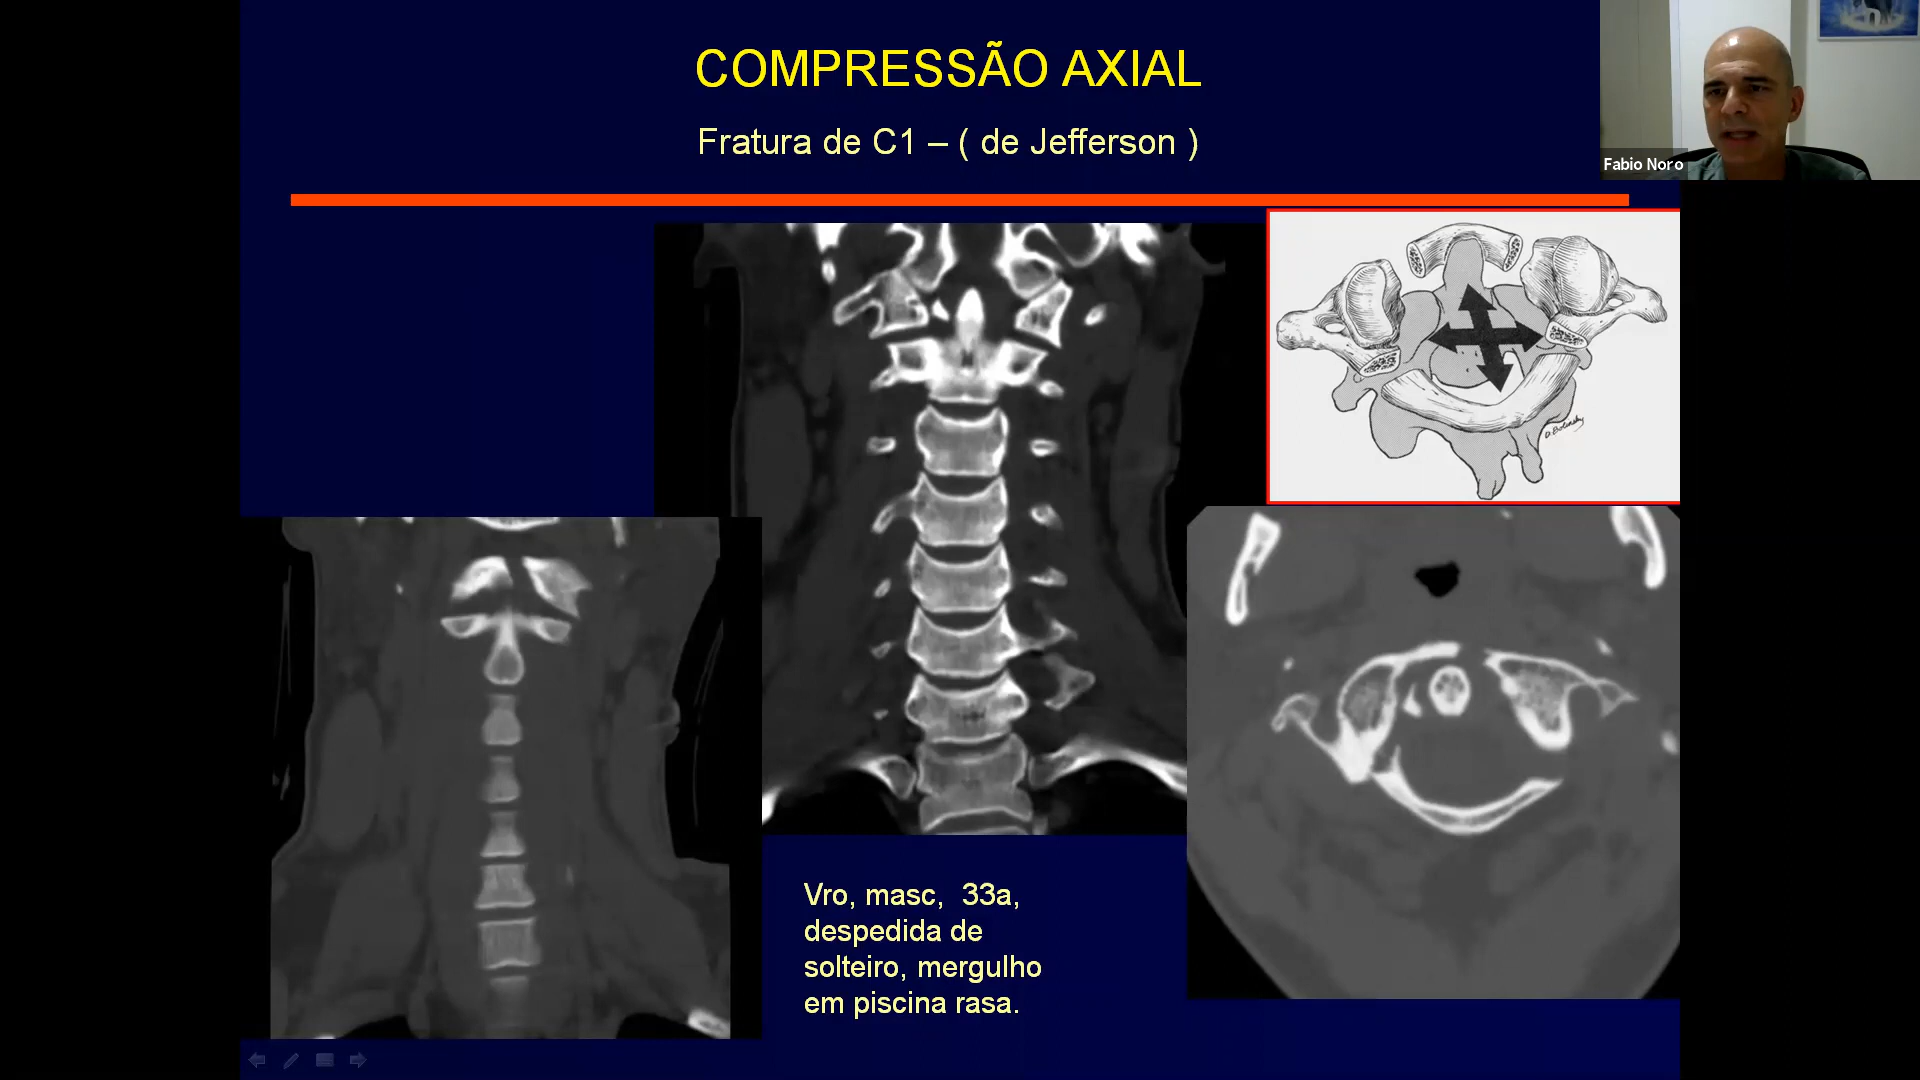 COMPRESSÃO AXIAL
Fratura de C1 – ( de Jefferson )
Fabio Noro
Vro, masc,  33a,
despedida de
solteiro, mergulho
em piscina rasa.